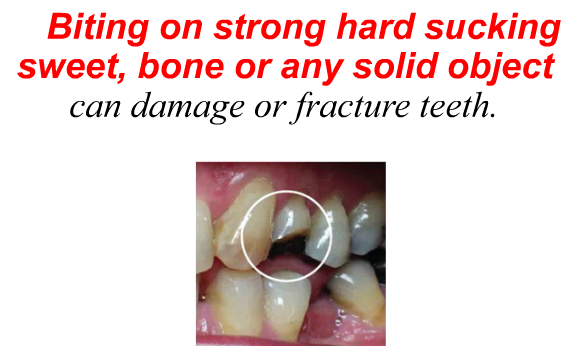 Biting on strong hard sucking
sweet, bone or any solid object
can damage or fracture teeth.